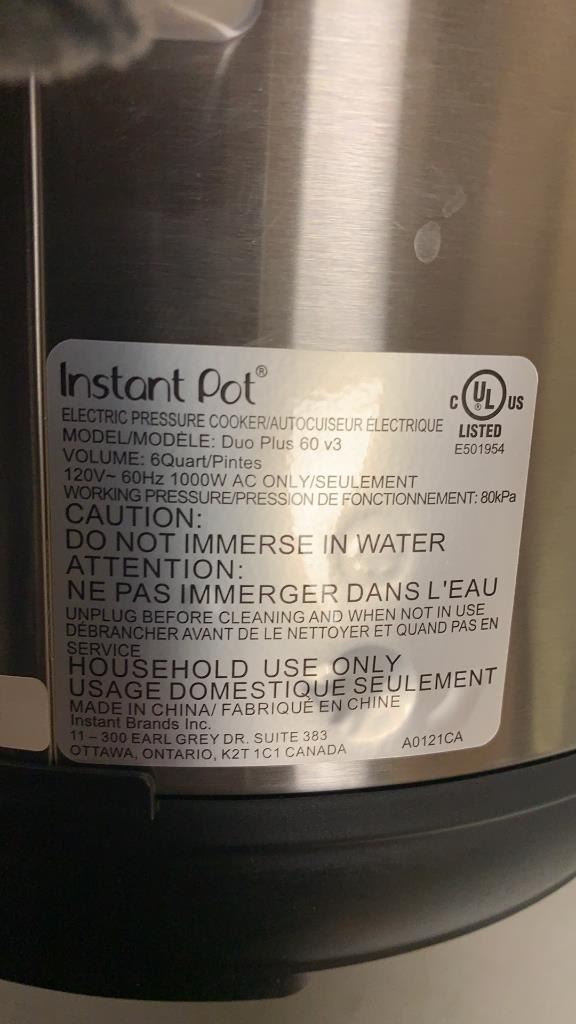 Instant Pot®
C UL® US
LISTED
E501954
ELECTRIC PRESSURE COOKER/AUTOCUISEUR ÉLECTRIQUE
MODEL/MODÈLE: Duo Plus 60 v3
VOLUME: 6Quart/Pintes
120V~ 60Hz 1000W AC ONLY/SEULEMENT
WORKING PRESSURE/PRESSION DE FONCTIONNEMENT: 80kPa
CAUTION:
DO NOT IMMERSE IN WATER
ATTENTION:
NE PAS IMMERGER DANS L'EAU
UNPLUG BEFORE CLEANING AND WHEN NOT IN USE
DÉBRANCHER AVANT DE LE NETTOYER ET QUAND PAS EN
SERVICE
HOUSEHOLD USE ONLY
USAGE DOMESTIQUE SEULEMENT
MADE IN CHINA/ FABRIQUÉ EN CHINE
Instant Brands Inc.
11 – 300 EARL GREY DR. SUITE 383
OTTAWA, ONTARIO, K2T 1C1 CANADA
A0121CA